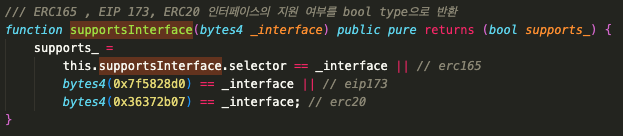 /// ERC165 , EIP 173, ERC20 인터페이스의 지원 여부를 bool type으로 반환
function supportsInterface(bytes4 _interface) public pure returns (bool supports_) {
    supports_ =
        this.supportsInterface.selector == _interface || // erc165
        bytes4(0x7f5828d0) == _interface || // eip173
        bytes4(0x36372b07) == _interface; // erc20
}